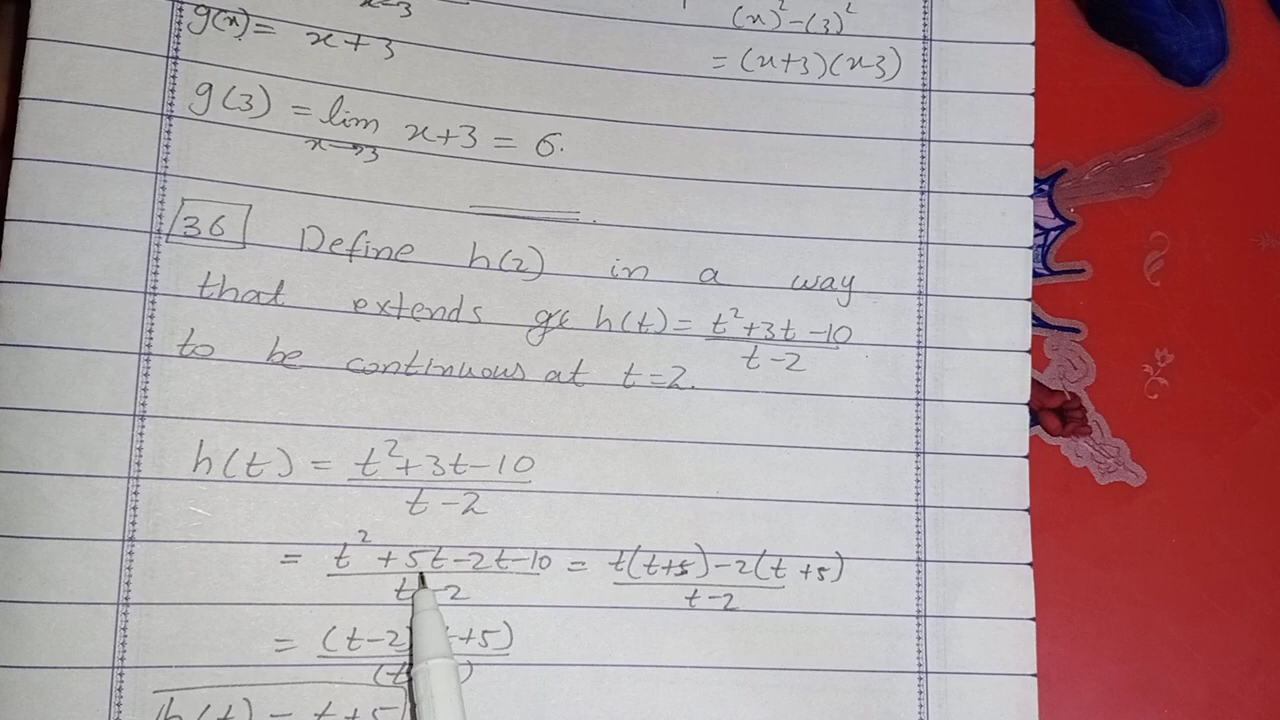 x→3
g(x) = x+3
(x)² - (3)²
= (x+3)(x-3)
g(3) = lim x+3 = 6.
x→3
36 Define h(2) in a way
that extends h(t) = t²+3t-10
t-2
to be continuous at t=2.
h(t) = t²+3t-10
t-2
= t²+5t-2t-10 = t(t+5)-2(t+5)
t-2 t-2
= (t-2) +5)
(t )
h(t) = t+5